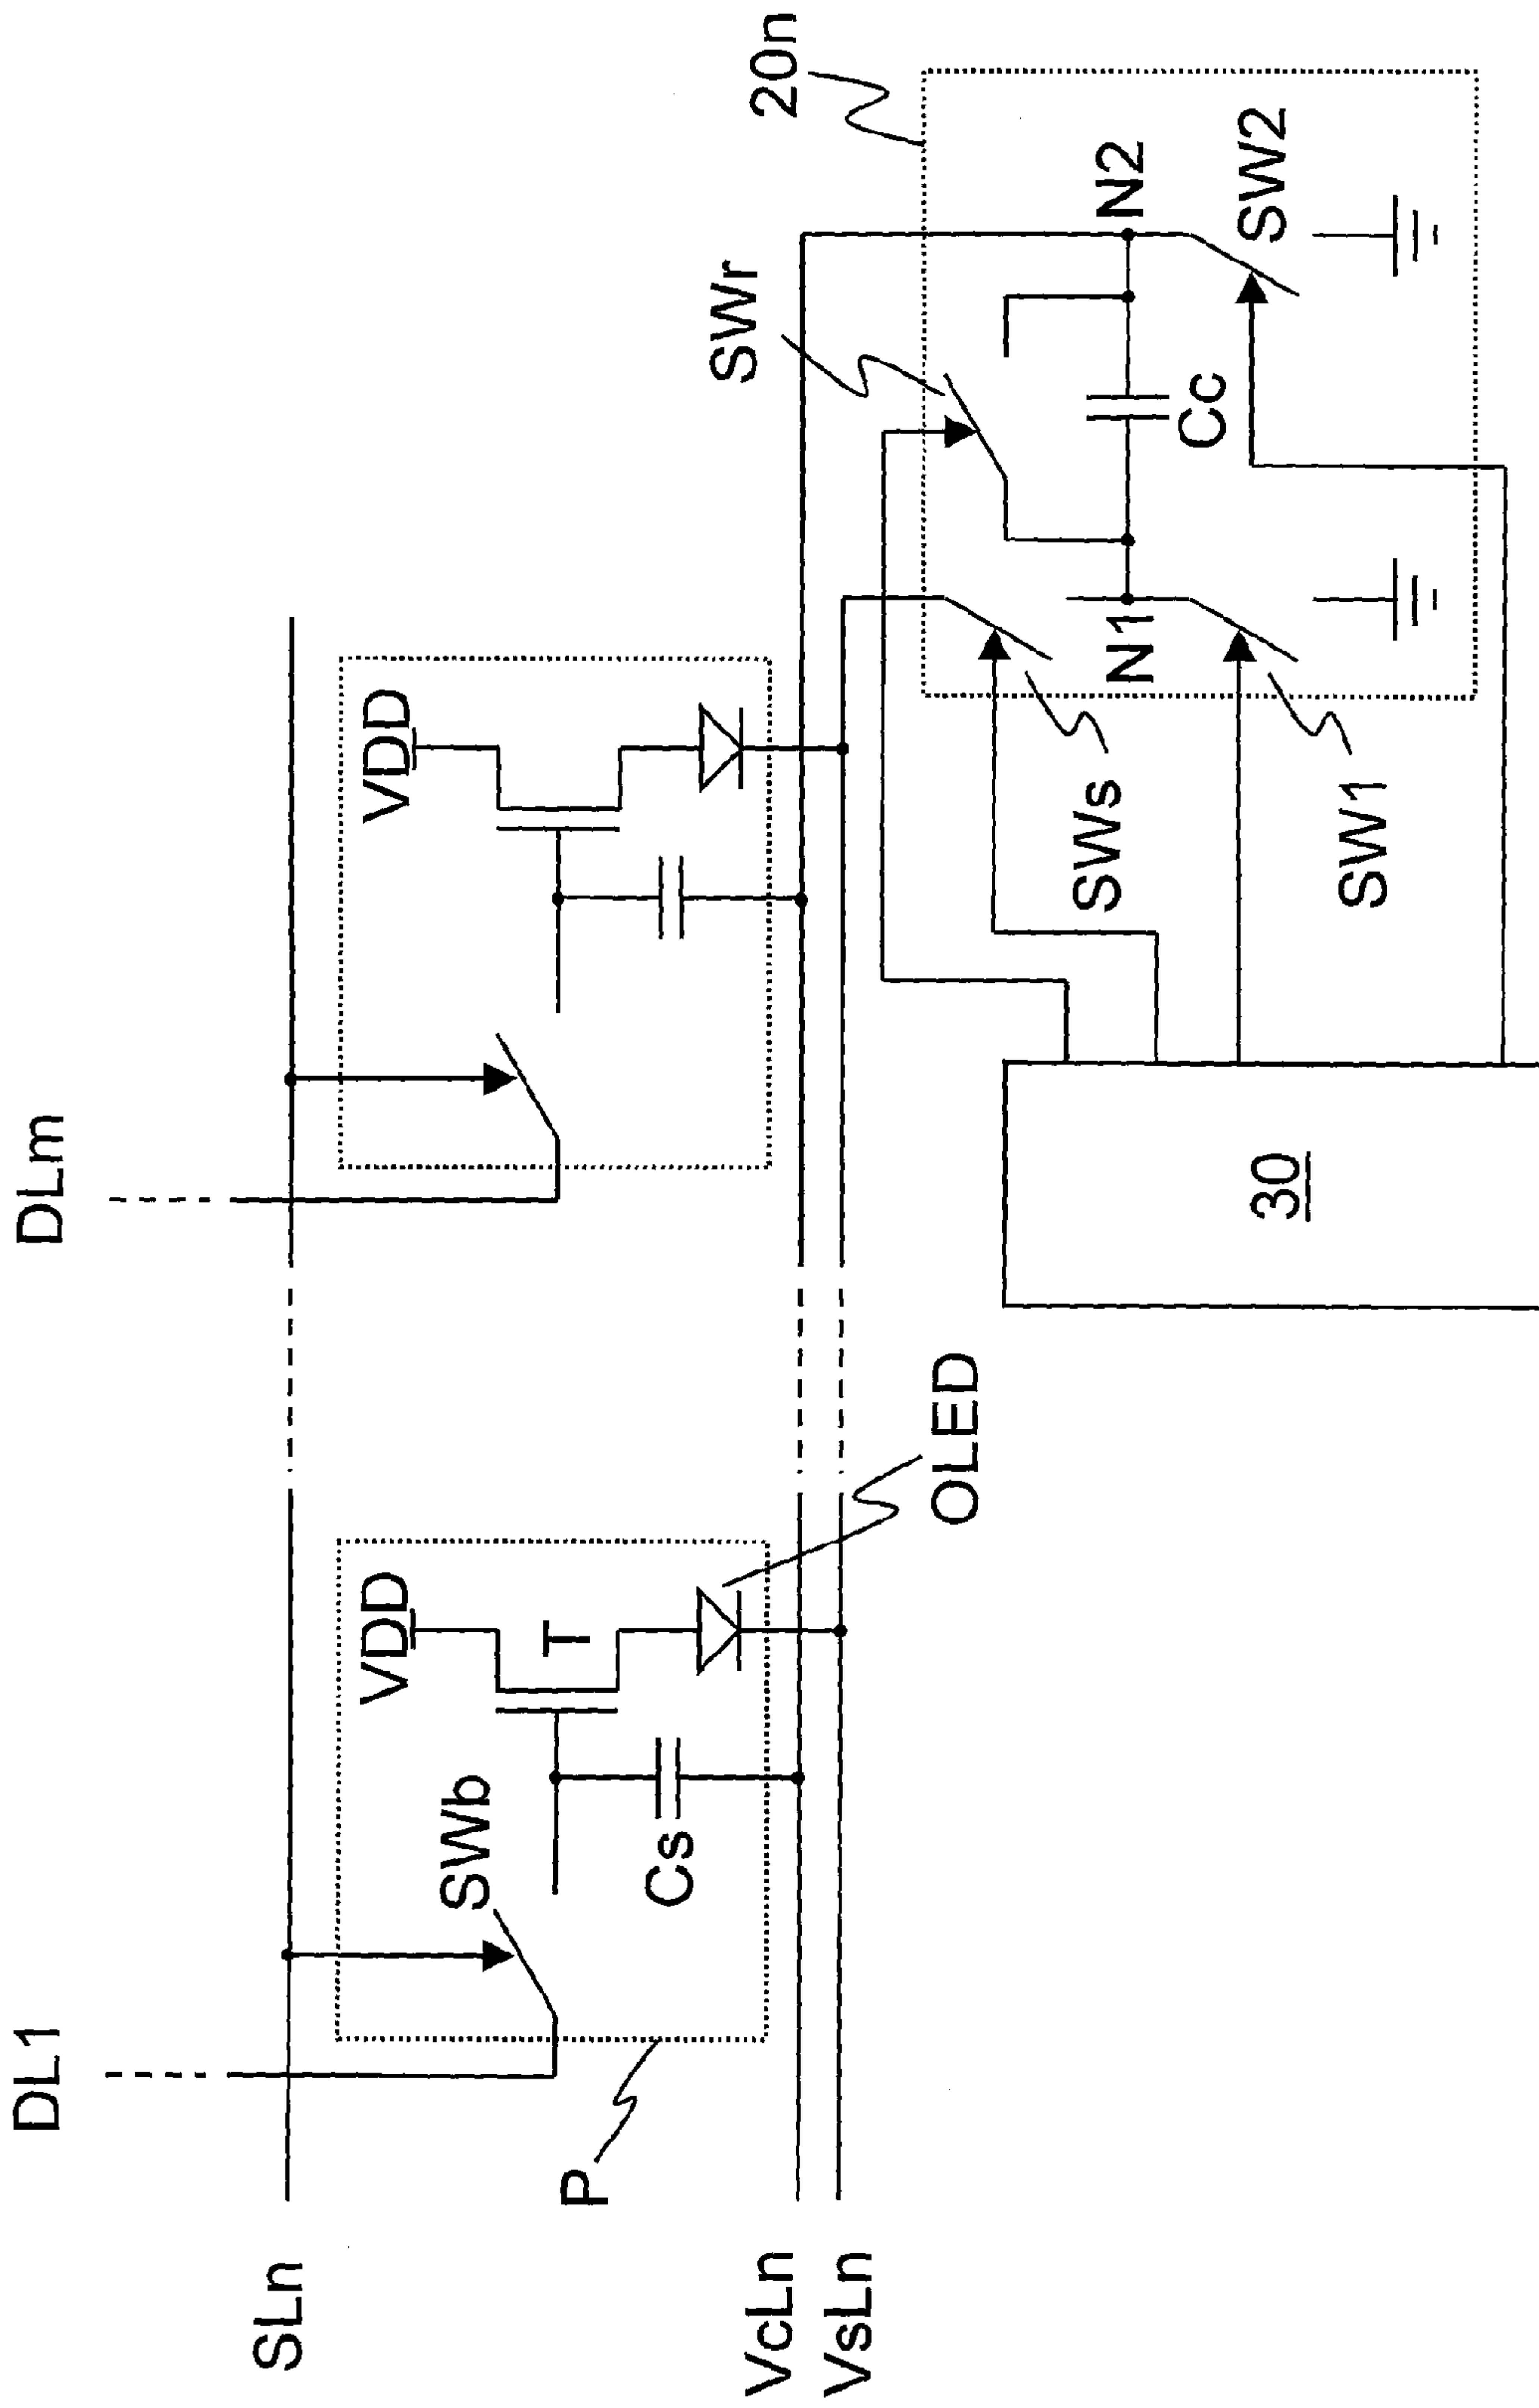 DL1
DLm
SLn
VDD
VDD
SWb
T
Cs
P
VcLn
VsLn
OLED
SWr
20n
N2
N1
Cc
SW2
SWs
SW1
30